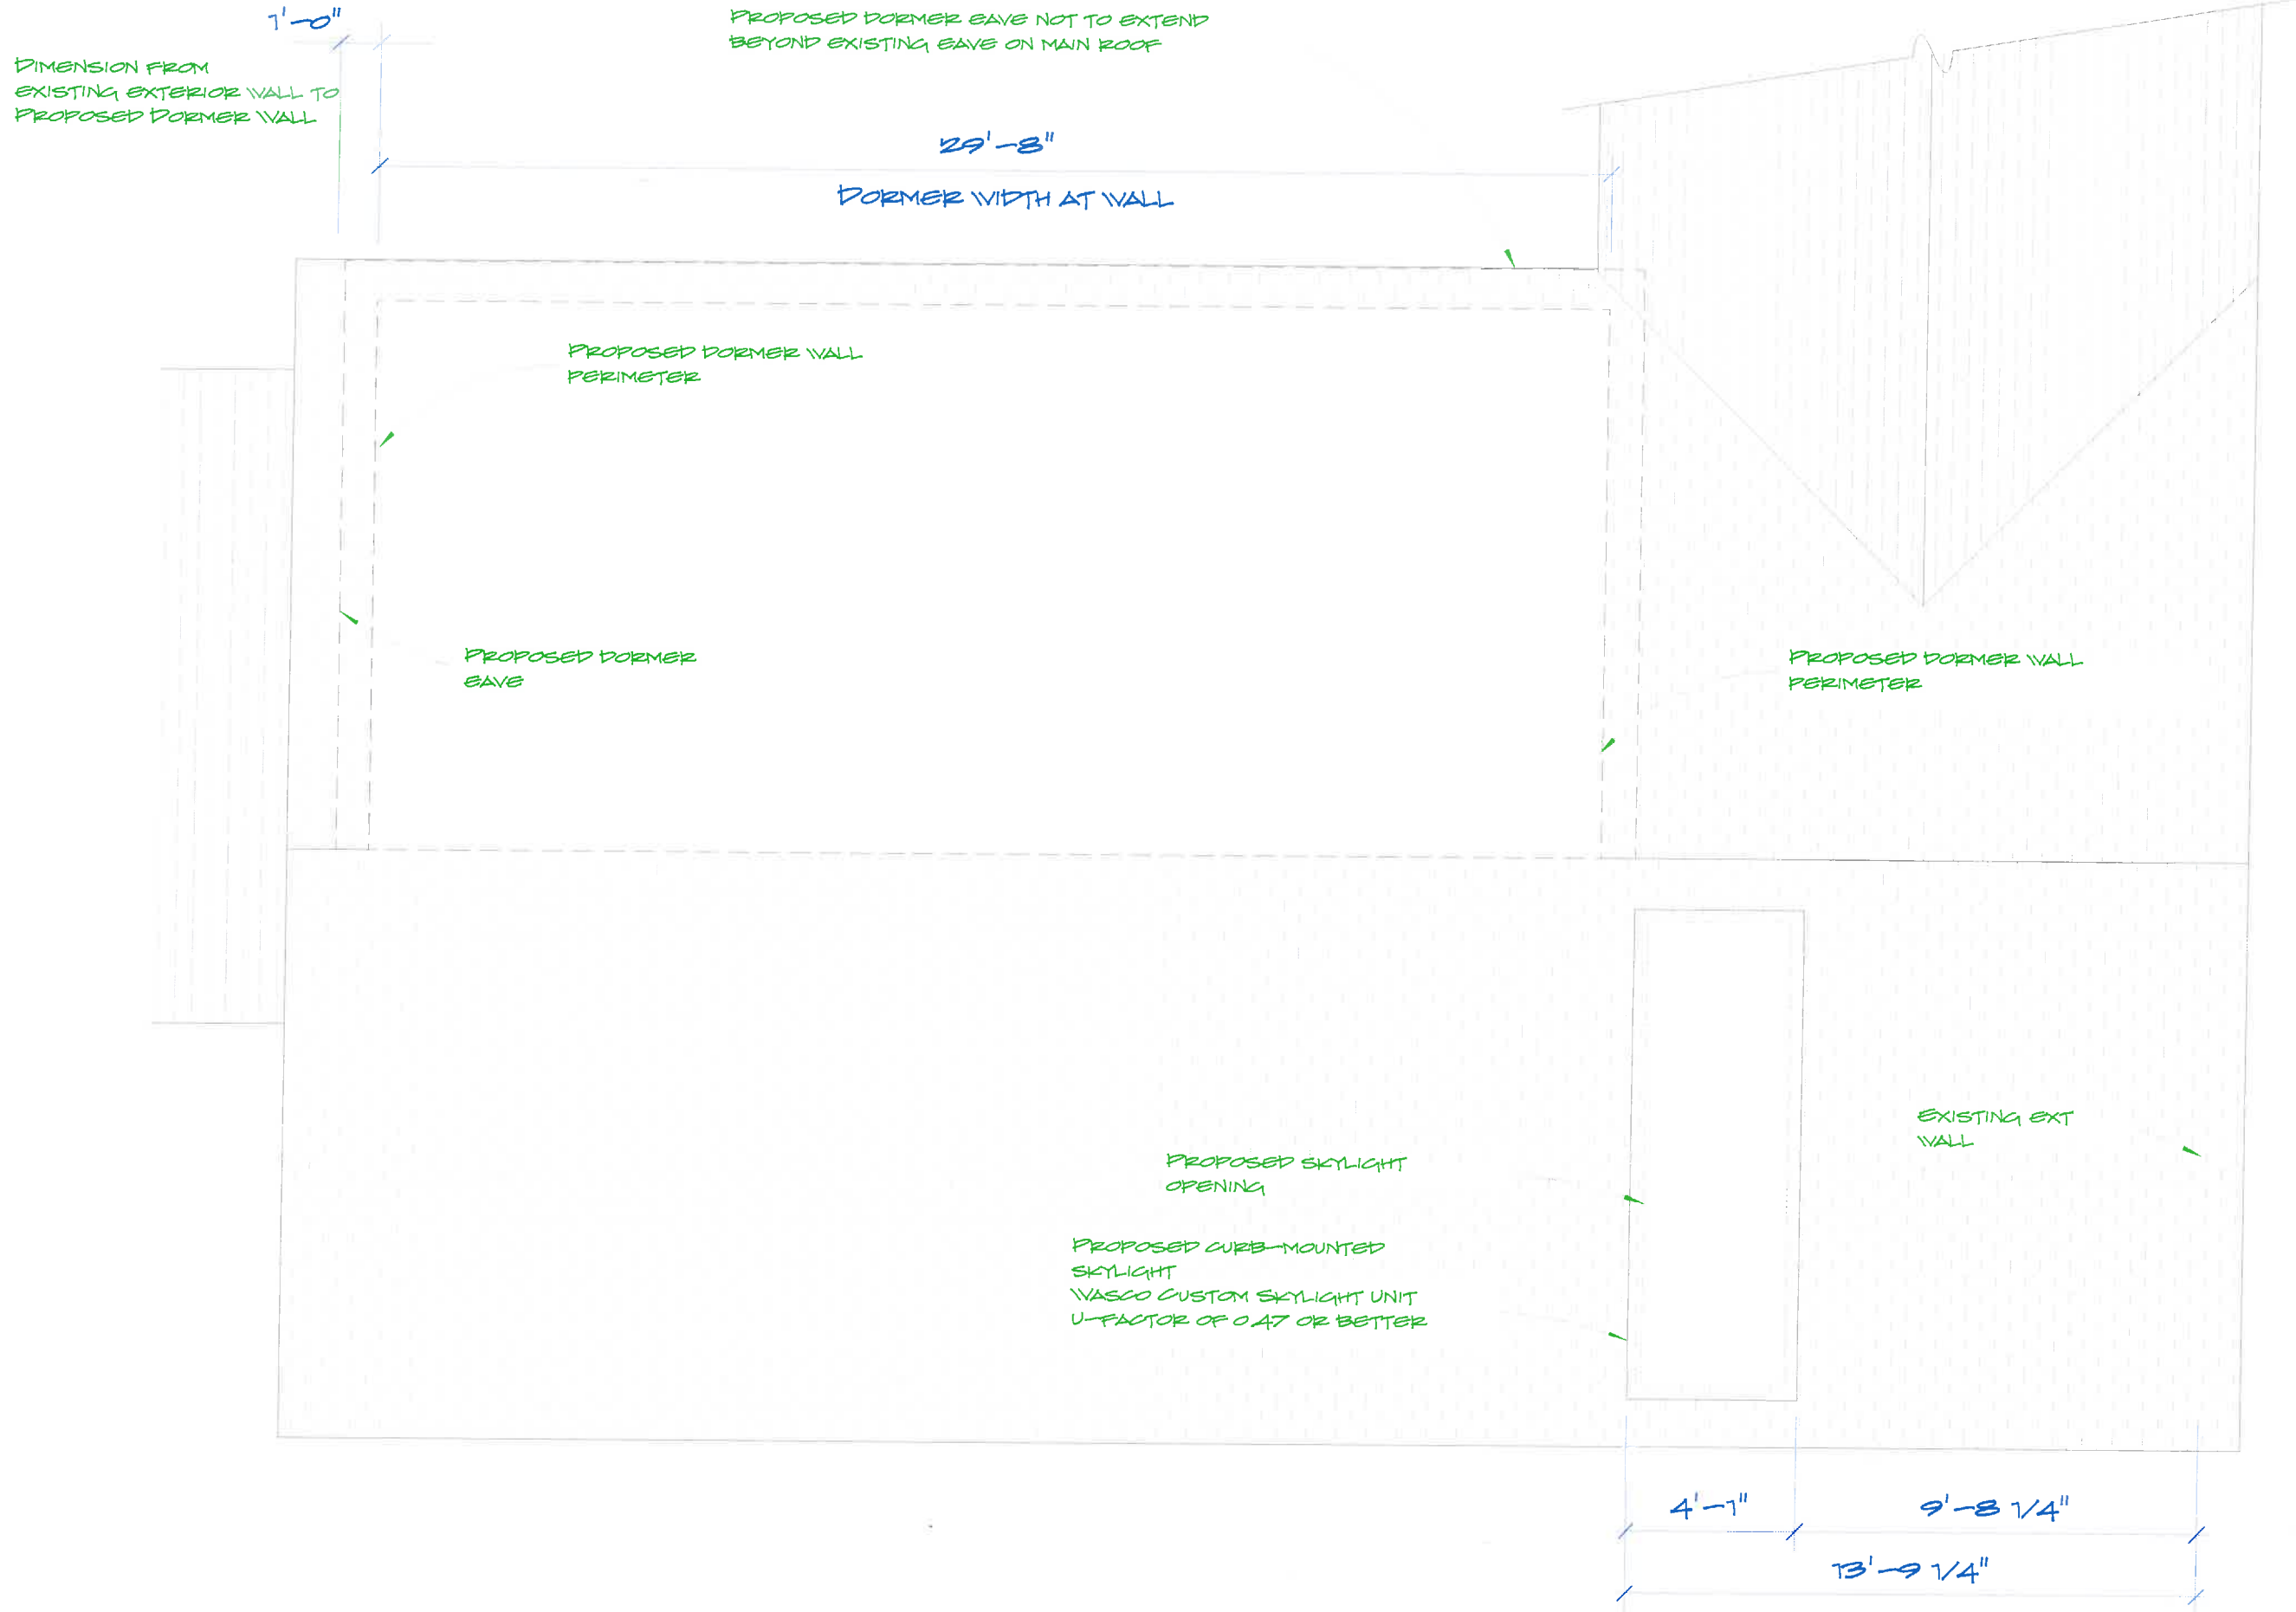 1'-0"
PROPOSED DORMER EAVE NOT TO EXTEND
BEYOND EXISTING EAVE ON MAIN ROOF
DIMENSION FROM
EXISTING EXTERIOR WALL TO
PROPOSED DORMER WALL
29'-8"
DORMER WIDTH AT WALL
PROPOSED DORMER WALL
PERIMETER
PROPOSED DORMER
EAVE
PROPOSED DORMER WALL
PERIMETER
EXISTING EXT
WALL
PROPOSED SKYLIGHT
OPENING
PROPOSED CURB-MOUNTED
SKYLIGHT
WASCO CUSTOM SKYLIGHT UNIT
U-FACTOR OF 0.47 OR BETTER
4'-1"
9'-8 1/4"
13'-9 1/4"